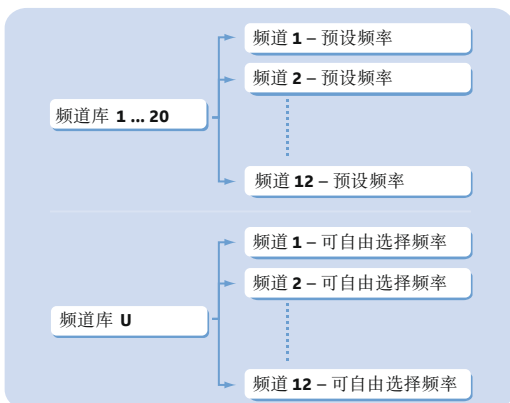 频道 1 – 预设频率
频道 2 – 预设频率
频道库 1 ... 20
频道 12 – 预设频率
频道 1 – 可自由选择频率
频道 2 – 可自由选择频率
频道库 U
频道 12 – 可自由选择频率